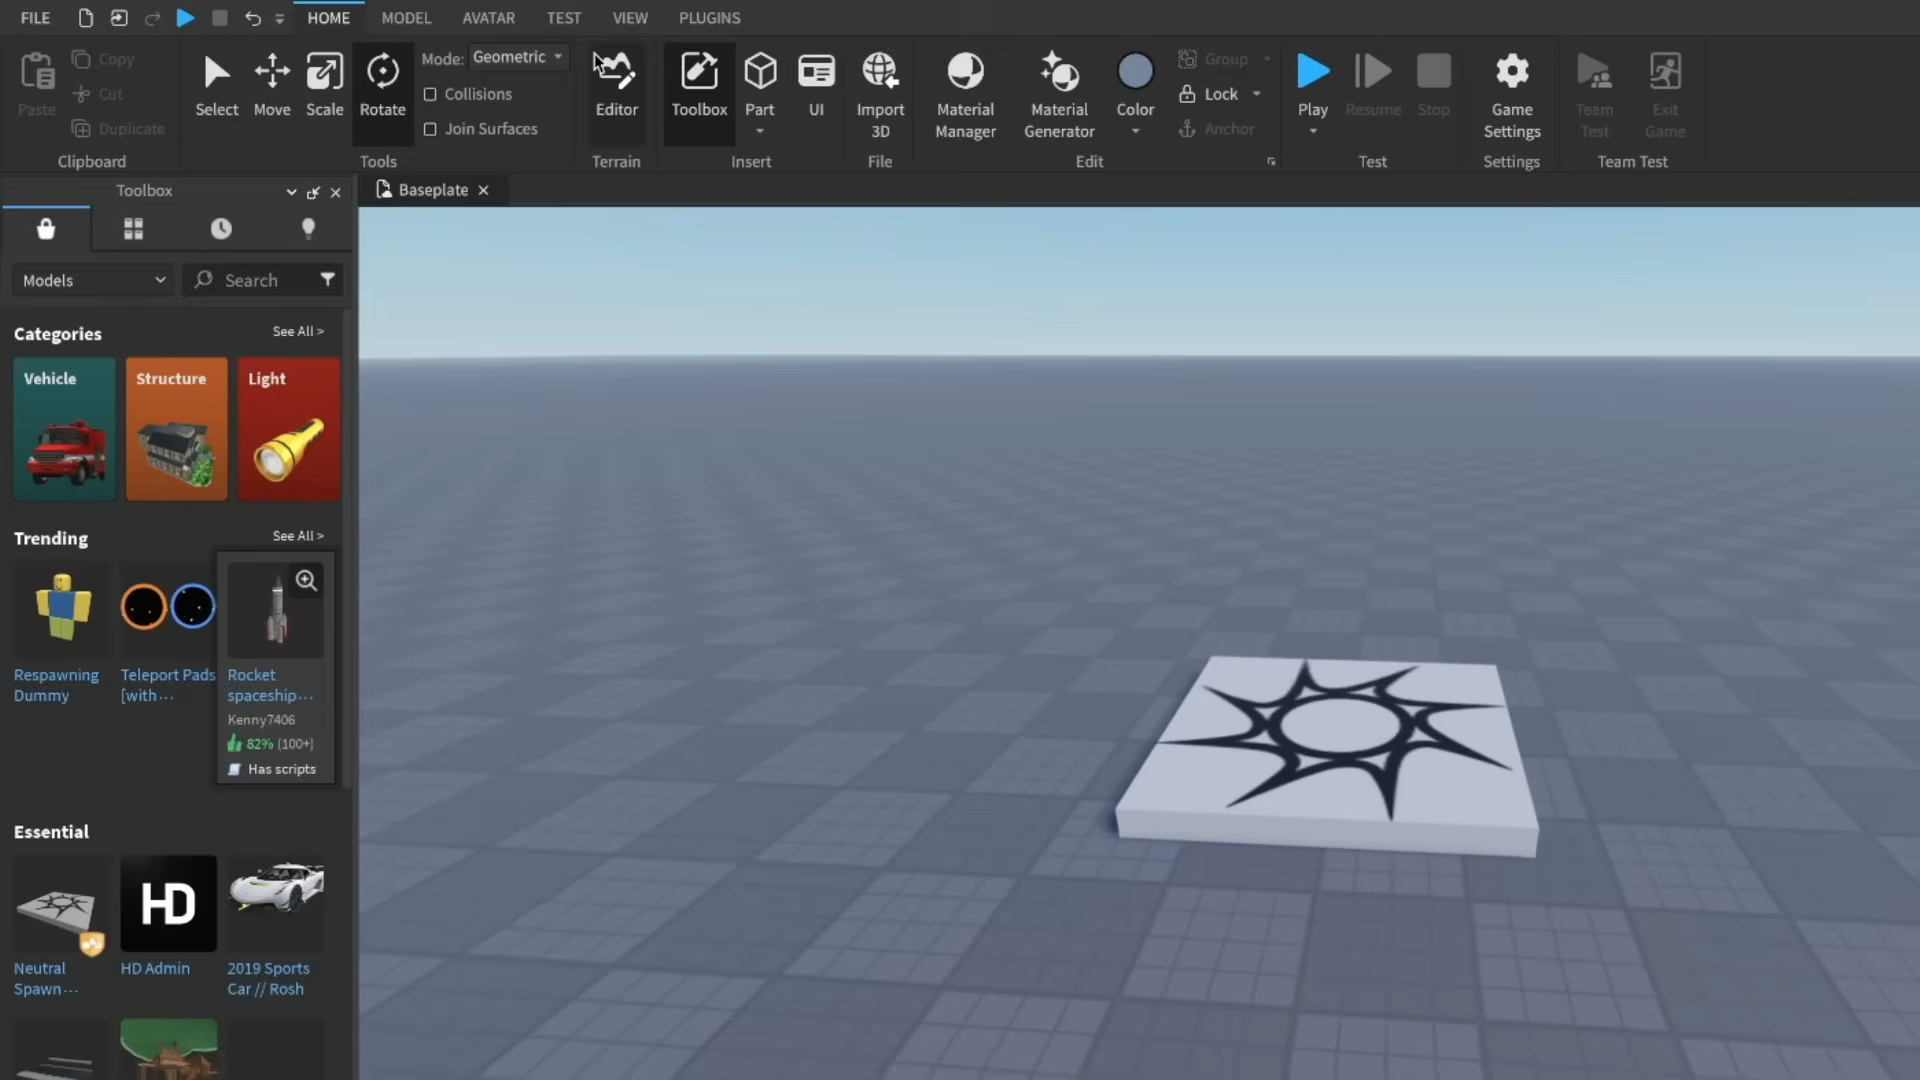 FILE HOME MODEL AVATAR TEST VIEW PLUGINS
Paste
Copy
Cut
Duplicate
Clipboard
Select Move Scale Rotate
Mode: Geometric
Collisions
Join Surfaces
Tools
Editor
Terrain
Toolbox Part UI
Insert
Import
3D
File
Material
Manager
Material
Generator
Color
Group
Lock
Anchor
Edit
Play Resume Stop
Test
Game
Settings
Settings
Team
Test
Exit
Game
Team Test
Toolbox
Baseplate
Models
Search
Categories See All >
Vehicle Structure Light
Trending See All >
Respawning
Dummy
Teleport Pads
[with···
Rocket
spaceship···
Kenny7406
82% (100+)
Has scripts
Essential
HD
Neutral
Spawn···
HD Admin
2019 Sports
Car // Rosh